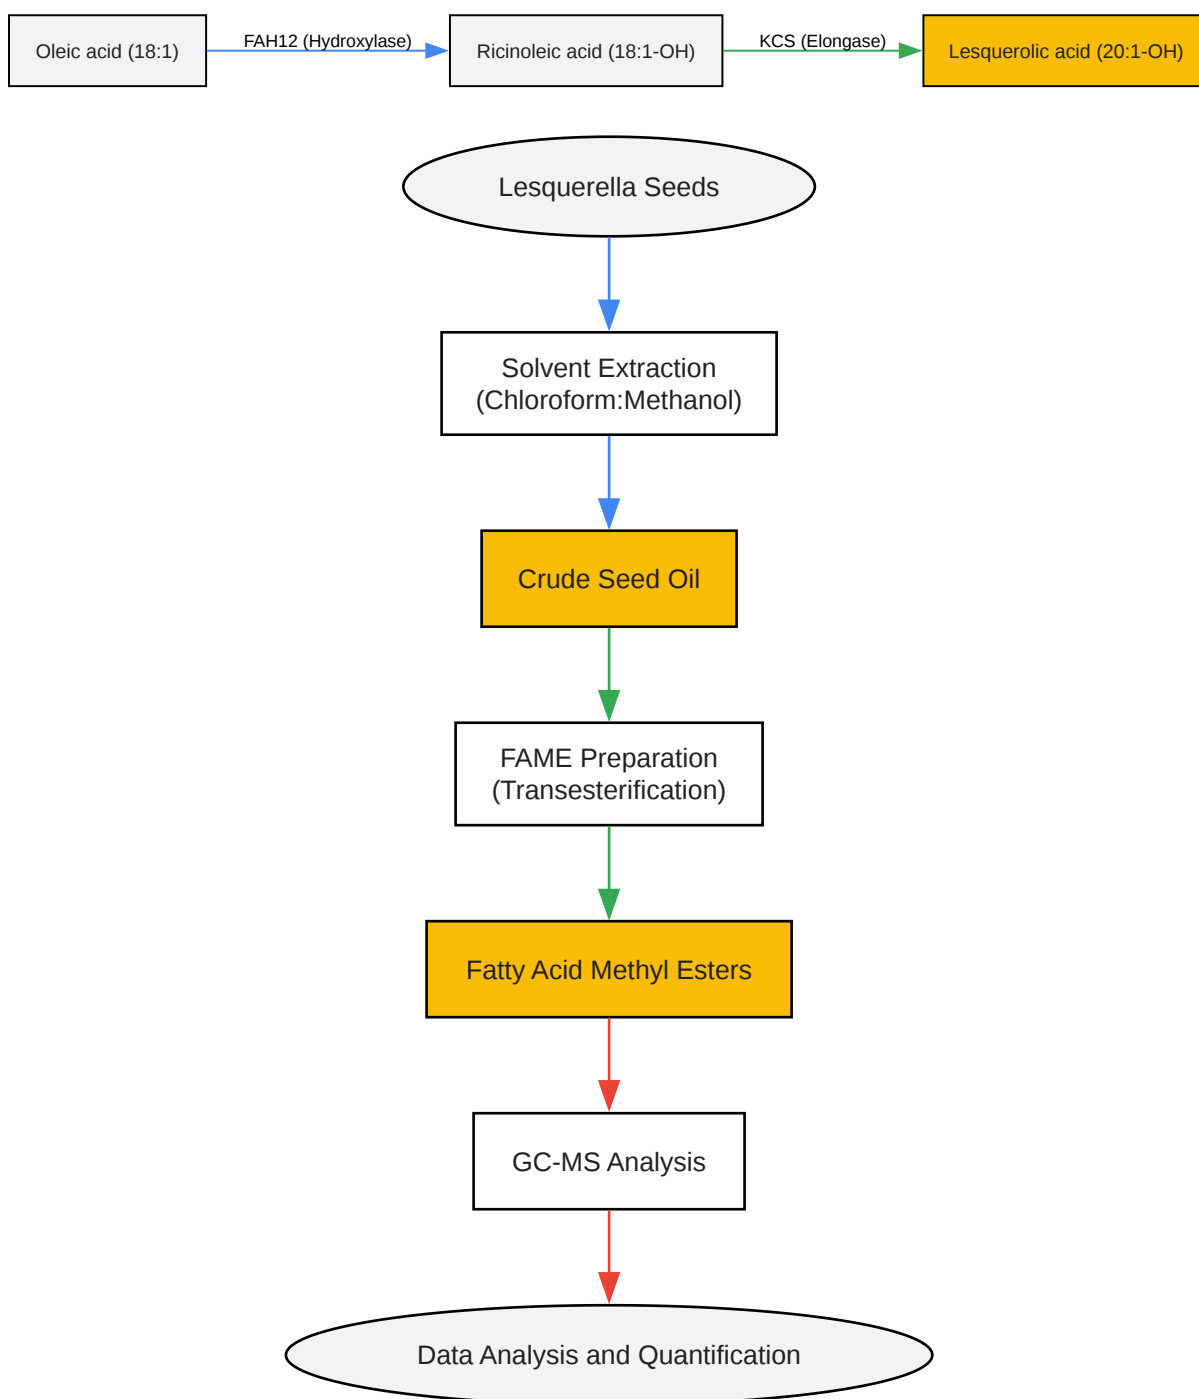 Oleic acid (18:1)
FAH12 (Hydroxylase)
Ricinoleic acid (18:1-OH)
KCS (Elongase)
Lesquerolic acid (20:1-OH)
Lesquerella Seeds
Solvent Extraction
(Chloroform:Methanol)
Crude Seed Oil
FAME Preparation
(Transesterification)
Fatty Acid Methyl Esters
GC-MS Analysis
Data Analysis and Quantification